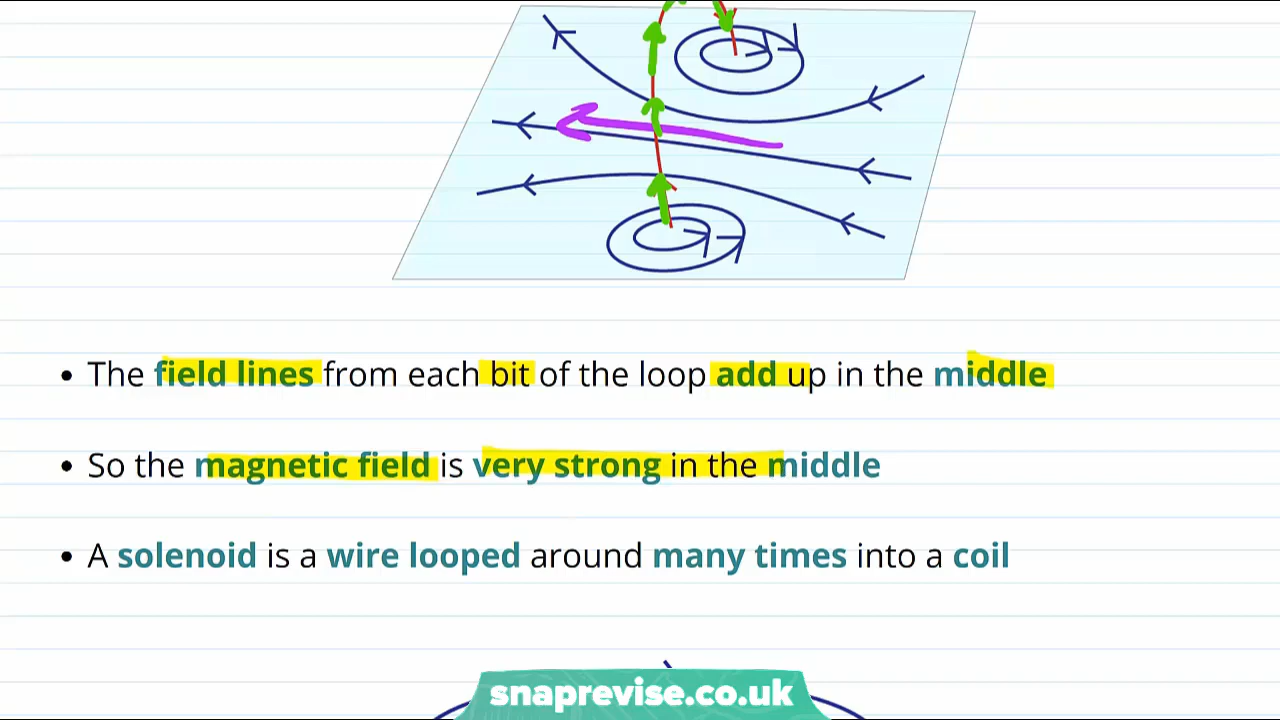 The field lines from each bit of the loop add up in the middle
So the magnetic field is very strong in the middle
A solenoid is a wire looped around many times into a coil
snaprevise.co.uk